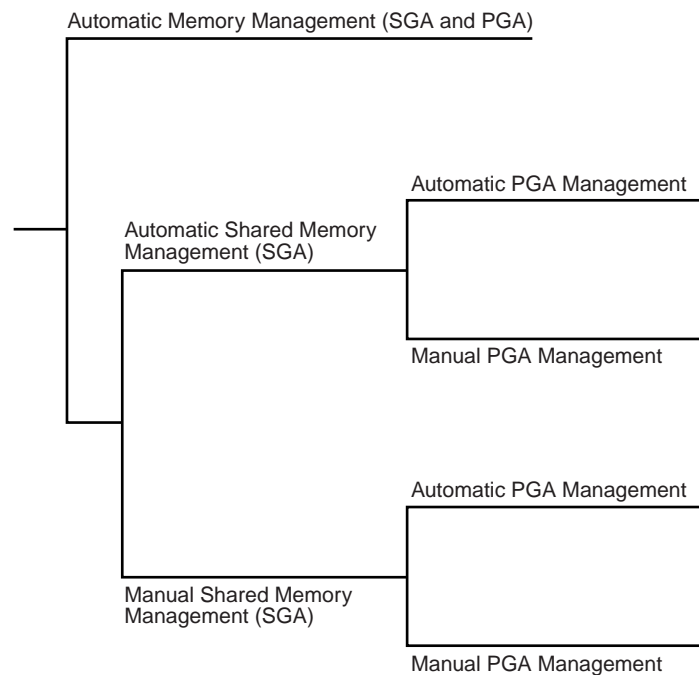 Automatic Memory Management (SGA and PGA)
Automatic PGA Management
Automatic Shared Memory
Management (SGA)
Manual PGA Management
Automatic PGA Management
Manual Shared Memory
Management (SGA)
Manual PGA Management